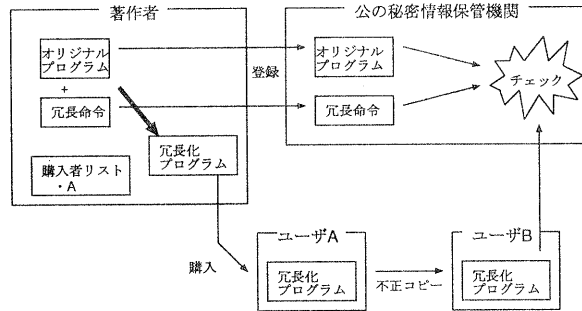 著作者
オリジナル
プログラム
+
冗長命令
購入者リスト
・A
冗長化
プログラム
登録
公の秘密情報保管機関
オリジナル
プログラム
冗長命令
チェック
購入
ユーザA
冗長化
プログラム
不正コピー
ユーザB
冗長化
プログラム